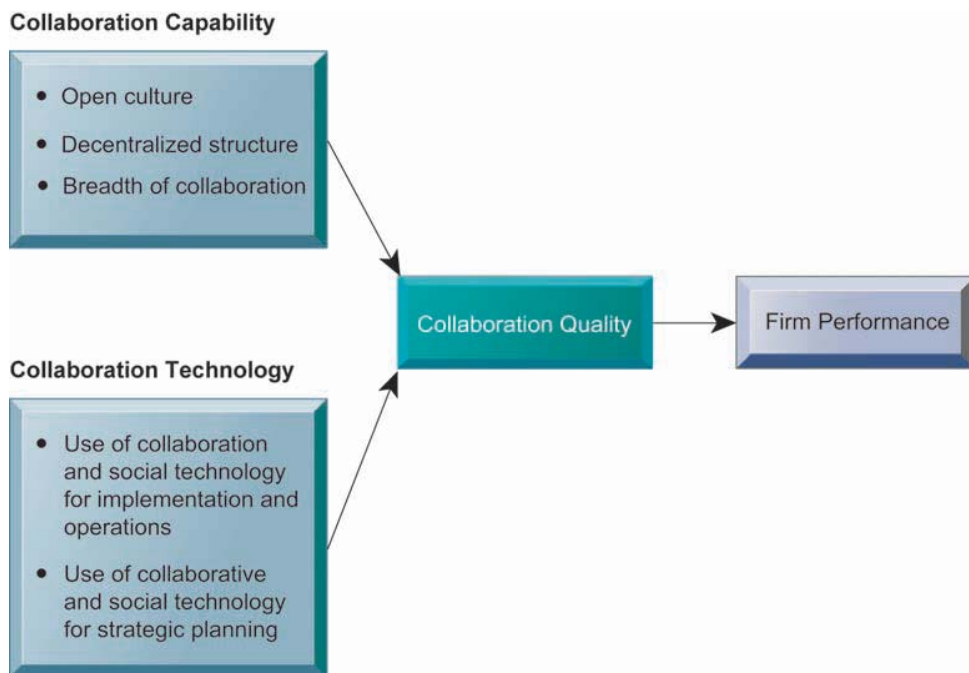 Collaboration Capability
• Open culture
• Decentralized structure
• Breadth of collaboration
Collaboration Quality
Firm Performance
Collaboration Technology
• Use of collaboration
and social technology
for implementation and
operations
• Use of collaborative
and social technology
for strategic planning